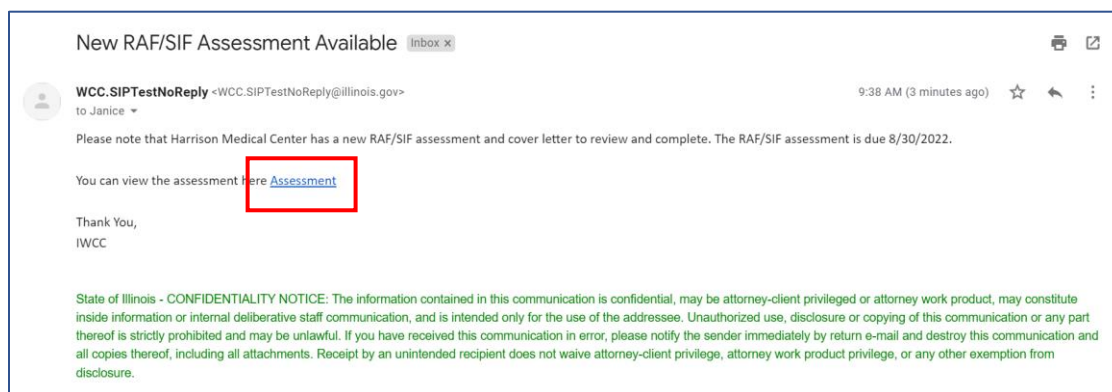 New RAF/SIF Assessment Available Inbox x
WCC.SIPTestNoReply <WCC.SIPTestNoReply@illinois.gov> 9:38 AM (3 minutes ago)
to Janice
Please note that Harrison Medical Center has a new RAF/SIF assessment and cover letter to review and complete. The RAF/SIF assessment is due 8/30/2022.
You can view the assessment here Assessment
Thank You,
IWCC
State of Illinois - CONFIDENTIALITY NOTICE: The information contained in this communication is confidential, may be attorney-client privileged or attorney work product, may constitute
inside information or internal deliberative staff communication, and is intended only for the use of the addressee. Unauthorized use, disclosure or copying of this communication or any part
thereof is strictly prohibited and may be unlawful. If you have received this communication in error, please notify the sender immediately by return e-mail and destroy this communication and
all copies thereof, including all attachments. Receipt by an unintended recipient does not waive attorney-client privilege, attorney work product privilege, or any other exemption from
disclosure.